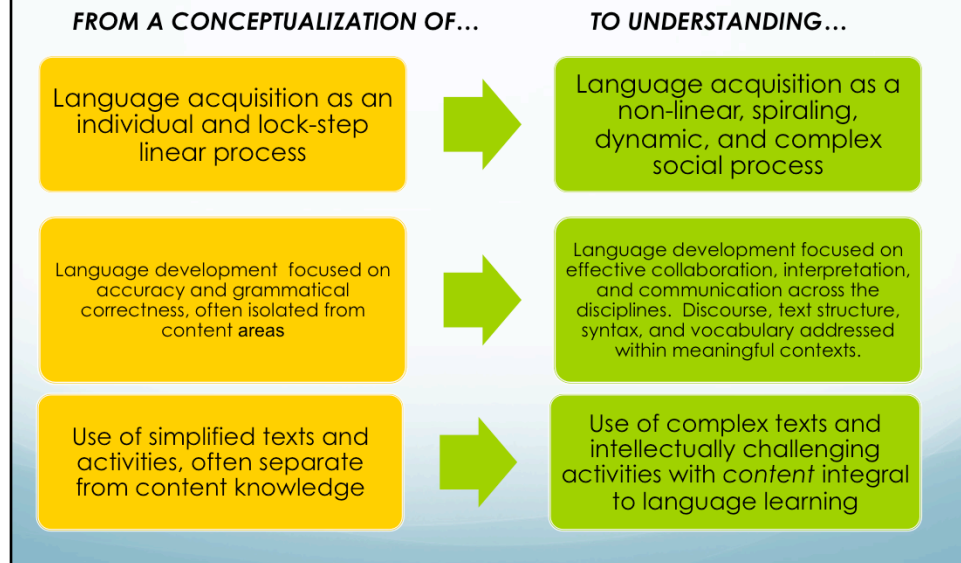 FROM A CONCEPTUALIZATION OF…
TO UNDERSTANDING…
Language acquisition as an
individual and lock-step
linear process
Language acquisition as a
non-linear, spiraling,
dynamic, and complex
social process
Language development focused on
accuracy and grammatical
correctness, often isolated from
content areas
Language development focused on
effective collaboration, interpretation,
and communication across the
disciplines. Discourse, text structure,
syntax, and vocabulary addressed
within meaningful contexts.
Use of simplified texts and
activities, often separate
from content knowledge
Use of complex texts and
intellectually challenging
activities with content integral
to language learning